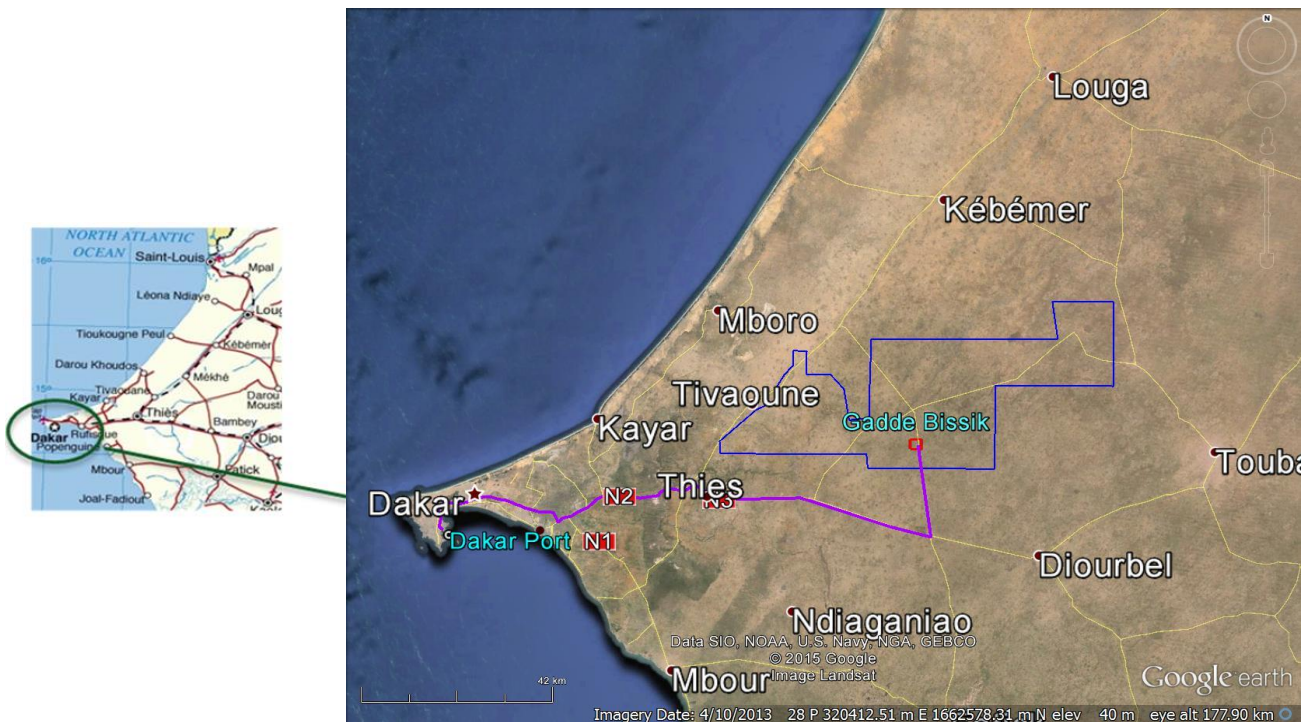 NORTH ATLANTIC
OCEAN
Saint-Louis
16°
Mpal
Léona Ndiaye
Loug
Tioukougne Peul
Kébémèr
Darou Khoudos
Mékhé
15°
Tivaouane
Kayar
Darou
Mousti
Thiès
Bambey
Dakar
Rufisque
Diou
Popenguine
Mbour
Fatick
Joal-Fadiout
N
Louga
Kébémer
Mboro
Tivaoune
Gadde Bissik
Kayar
Touba
Thies
N2
N3
Dakar
Dakar Port
N1
Diourbel
Ndiaganiao
Data SIO, NOAA, U.S. Navy, NGA, GEBCO
© 2015 Google
Image Landsat
Mbour
Google earth
42 km
Imagery Date: 4/10/2013 28 P 320412.51 m E 1662578.31 m N elev 40 m eye alt 177.90 km